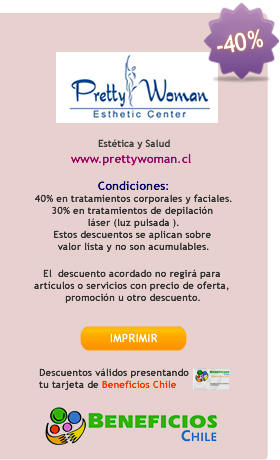 -40%
Pretty Woman
Esthetic Center
Estética y Salud
www.prettywoman.cl
Condiciones:
40% en tratamientos corporales y faciales.
30% en tratamientos de depilación
láser (luz pulsada ).
Estos descuentos se aplican sobre
valor lista y no son acumulables.
El descuento acordado no regirá para
artículos o servicios con precio de oferta,
promoción u otro descuento.
IMPRIMIR
Descuentos válidos presentando
tu tarjeta de Beneficios Chile
BENEFICIOS
CHILE